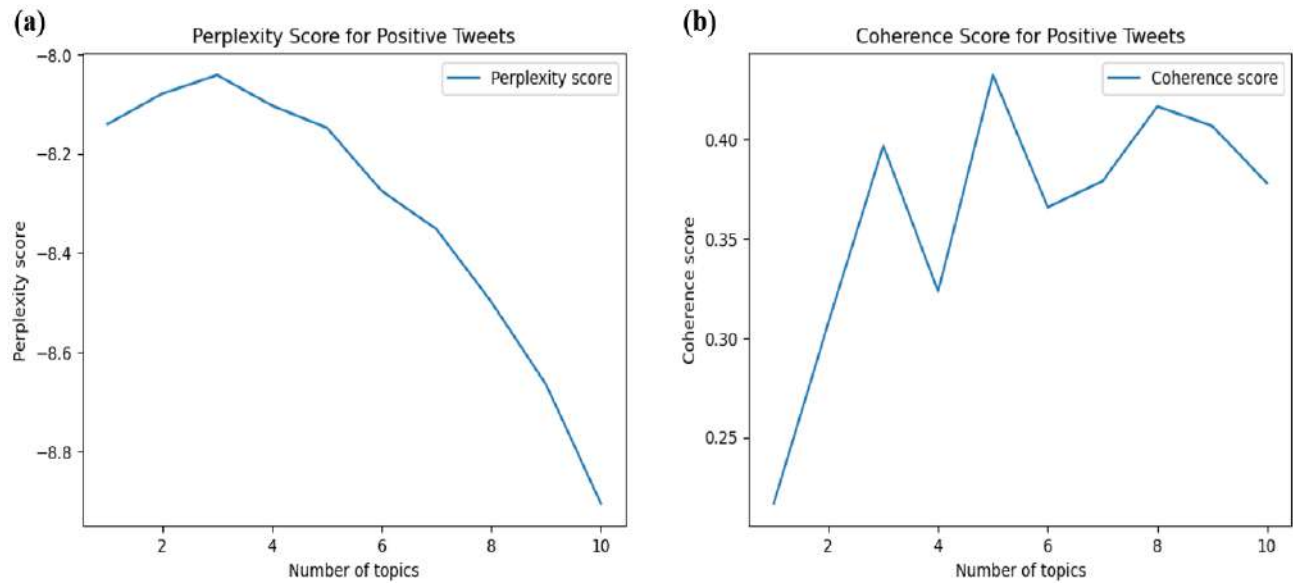 (a)
Perplexity Score for Positive Tweets
Perplexity score
−8.0
−8.2
−8.4
−8.6
−8.8
Perplexity score
2 4 6 8 10
Number of topics
(b)
Coherence Score for Positive Tweets
Coherence score
0.40
0.35
0.30
0.25
Coherence score
2 4 6 8 10
Number of topics